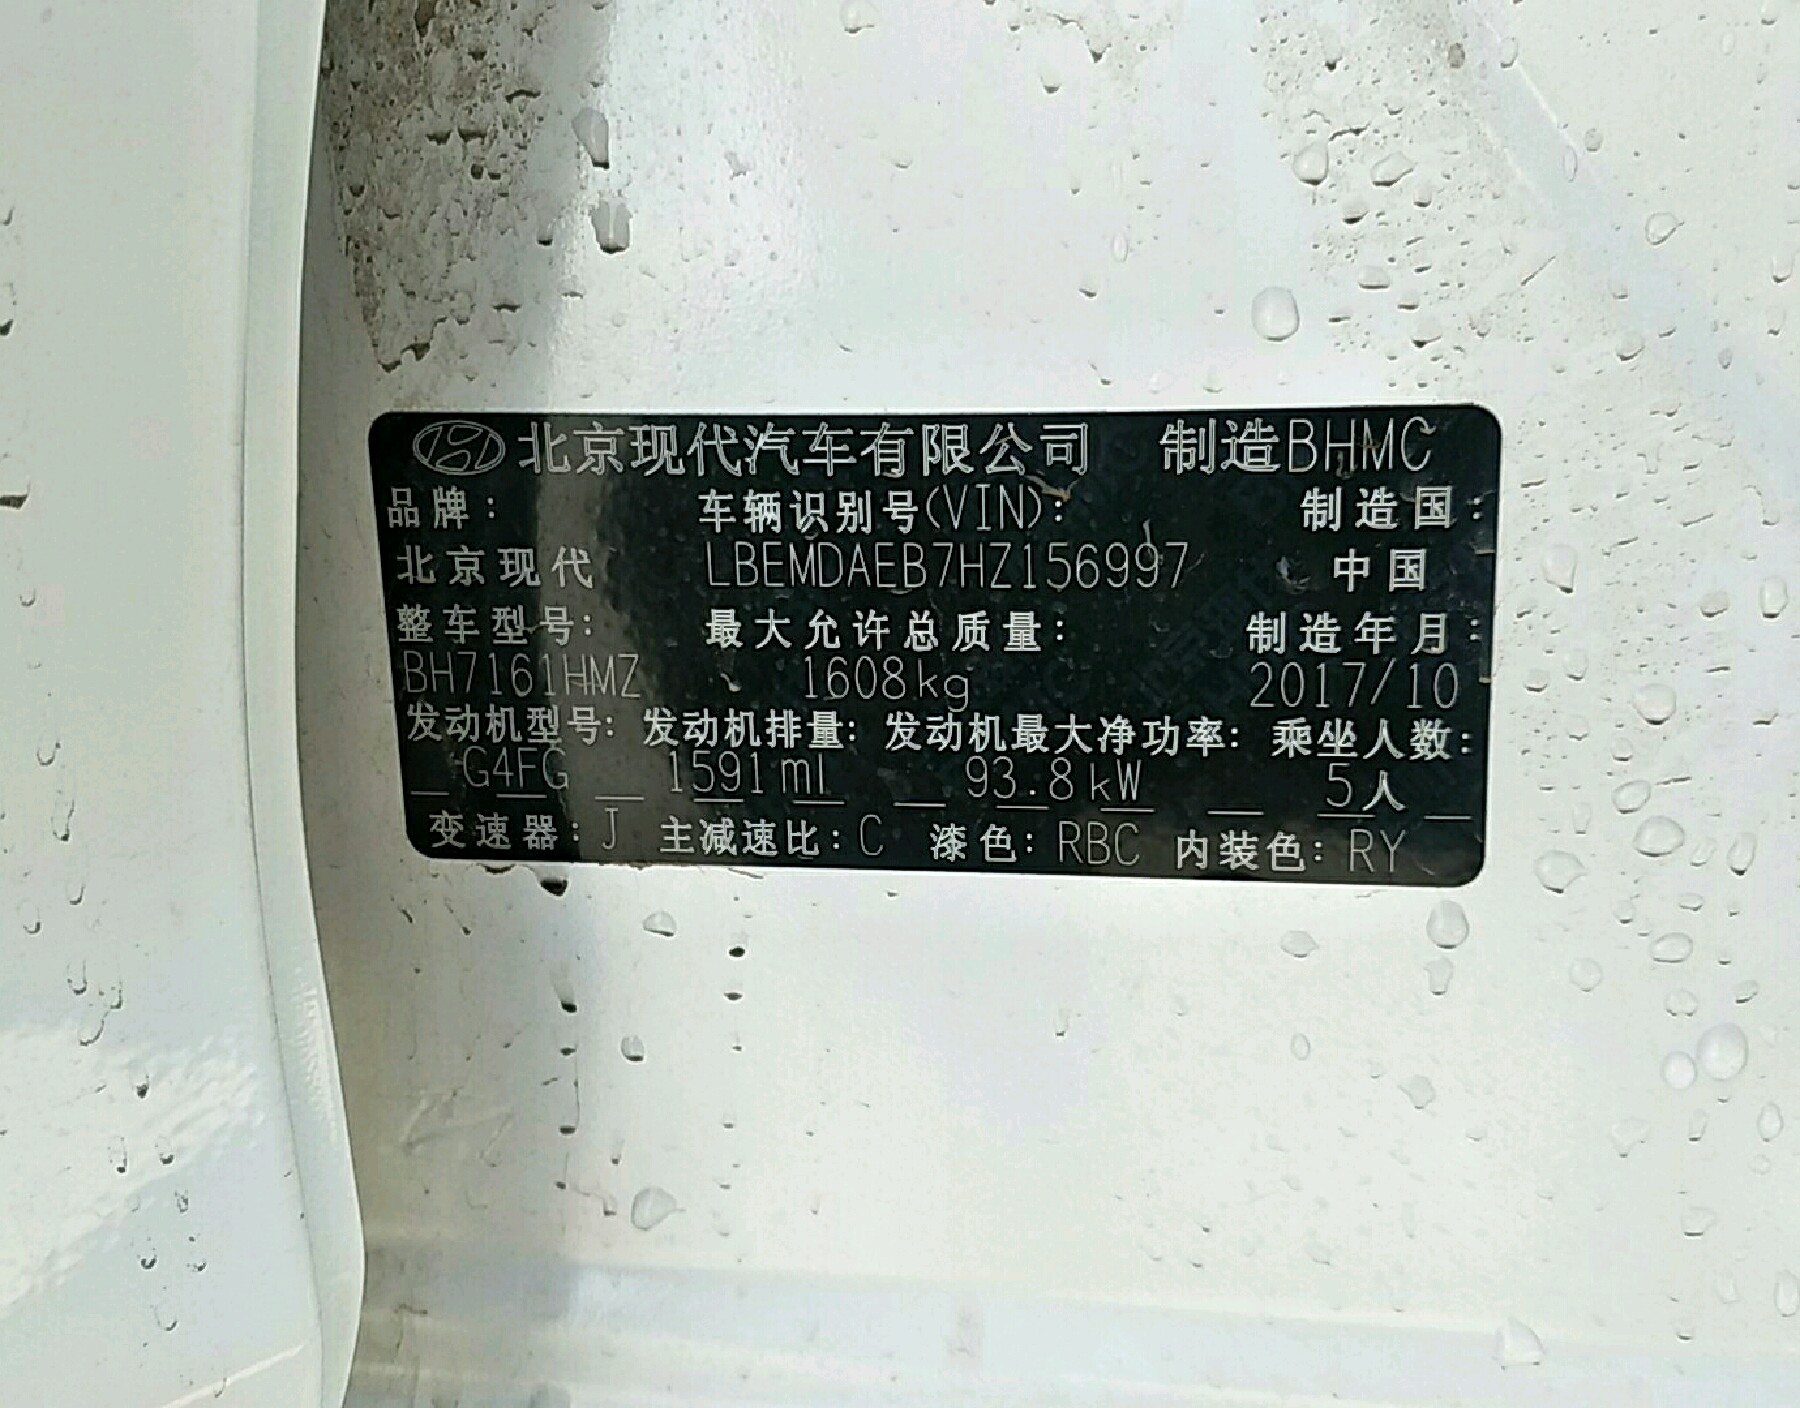 北京现代汽车有限公司 制造BHMC
品牌: 车辆识别号(VIN): 制造国:
北京现代 LBEMDAEB7HZ156997 中国
整车型号: 最大允许总质量: 制造年月:
BH7161HMZ 1608kg 2017/10
发动机型号: 发动机排量: 发动机最大净功率: 乘坐人数:
G4FG 1591ml 93.8kW 5人
变速器: J 主减速比: C 漆色: RBC 内装色: RY